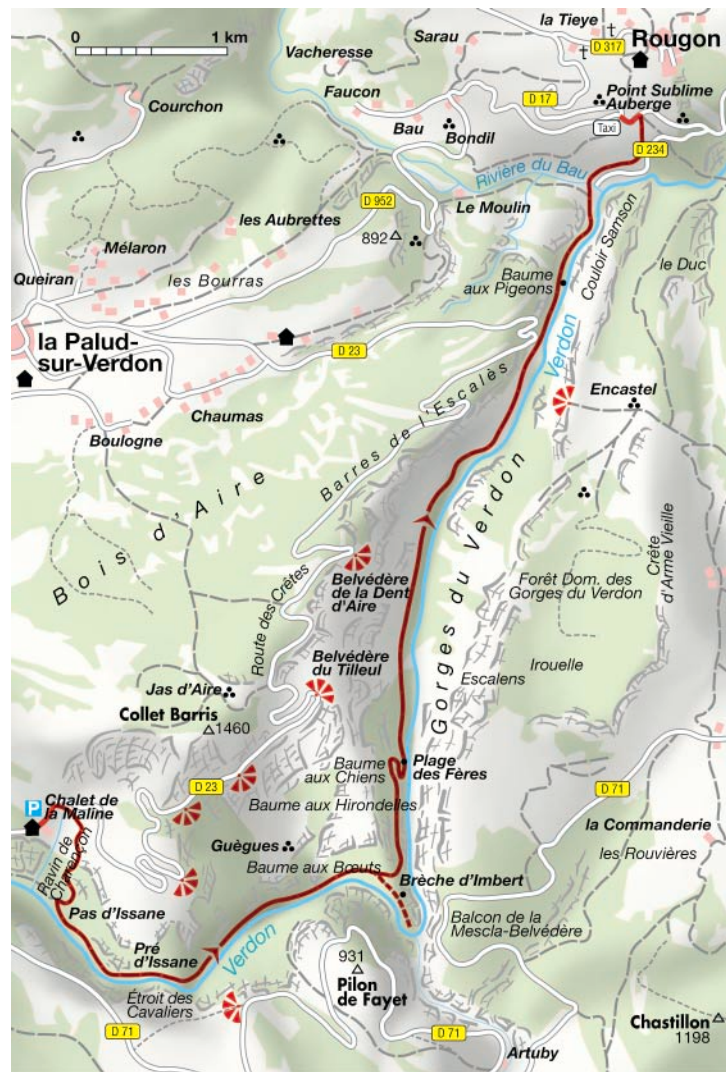 0
1 km
la Tieye
D 317
Rougon
Sarau
Vacheresse
Faucon
D 17
Point Sublime
Auberge
Courchon
Bau
Bondil
Taxi
D 234
Rivière du Bau
D 952
Le Moulin
les Aubrettes
892
Couloir Samson
le Duc
Mélaron
Queiran
les Bourras
Baume
aux Pigeons
la Palud-
sur-Verdon
D 23
Verdon
Encastel
Chaumas
Boulogne
Barres de l'Escalès
Bois d'Aire
Gorges du Verdon
Crête
d'Arme Vieille
Belvédère
de la Dent
d'Aire
Forêt Dom. des
Gorges du Verdon
Route des Crêtes
Belvédère
du Tilleul
Irouelle
Escalens
Jas d'Aire
Collet Barris
1460
Baume
aux Chiens
Plage
des Fères
D 71
D 23
P
Chalet de
la Maline
Baume aux Hirondelles
la Commanderie
les Rouvières
Guègues
Ravin de
Charençon
Baume aux Bœufs
Brèche d'Imbert
Pas d'Issane
Balcon de la
Mescla-Belvédère
Pré
d'Issane
Verdon
931
Pilon
de Fayet
Étroit des
Cavaliers
D 71
D 71
Chastillon
1198
Artuby